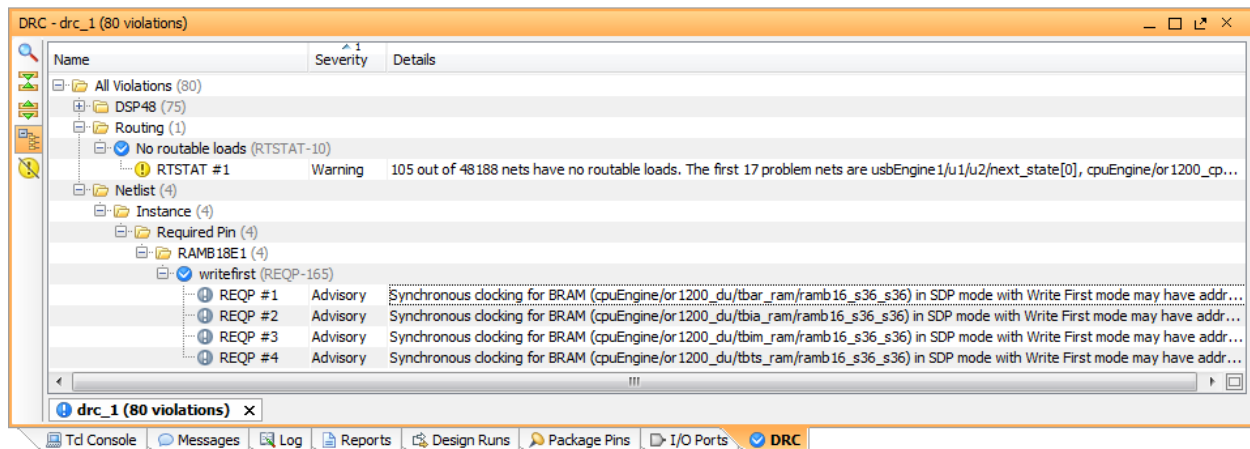 DRC - drc_1 (80 violations)
Name Severity 1 Details
All Violations (80)
DSP48 (75)
Routing (1)
No routable loads (RTSTAT-10)
RTSTAT #1 Warning 105 out of 48188 nets have no routable loads. The first 17 problem nets are usbEngine1/u1/u2/next_state[0], cpuEngine/or1200_cp...
Netlist (4)
Instance (4)
Required Pin (4)
RAMB18E1 (4)
writefirst (REQP-165)
REQP #1 Advisory Synchronous clocking for BRAM (cpuEngine/or1200_du/tbar_ram/ramb16_s36_s36) in SDP mode with Write First mode may have addr...
REQP #2 Advisory Synchronous clocking for BRAM (cpuEngine/or1200_du/tbia_ram/ramb16_s36_s36) in SDP mode with Write First mode may have addr...
REQP #3 Advisory Synchronous clocking for BRAM (cpuEngine/or1200_du/tbim_ram/ramb16_s36_s36) in SDP mode with Write First mode may have addr...
REQP #4 Advisory Synchronous clocking for BRAM (cpuEngine/or1200_du/tbts_ram/ramb16_s36_s36) in SDP mode with Write First mode may have addr...
drc_1 (80 violations)
Tcl Console Messages Log Reports Design Runs Package Pins I/O Ports DRC